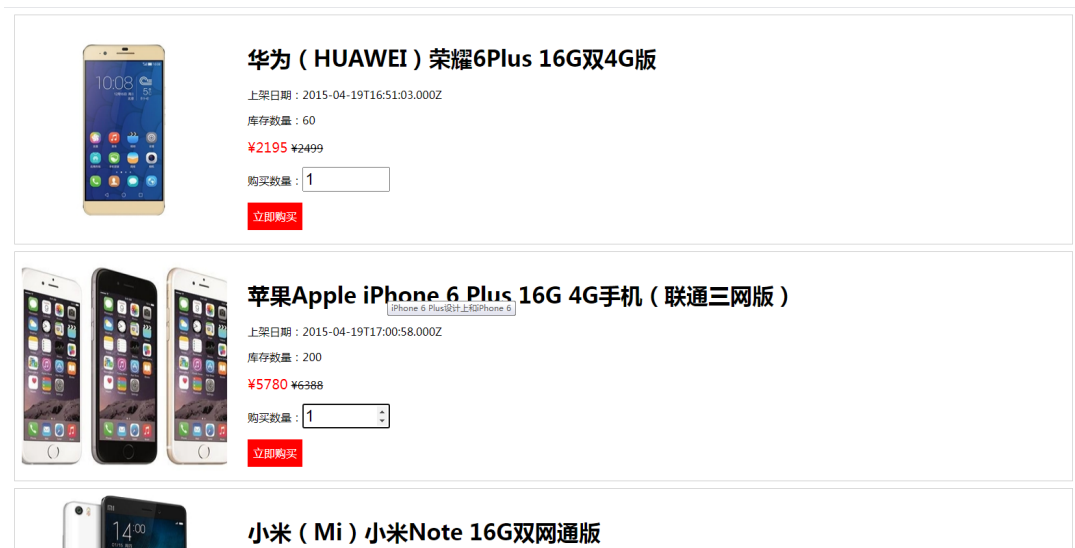 华为（HUAWEI）荣耀6Plus 16G双4G版
上架日期：2015-04-19T16:51:03.000Z
库存数量：60
¥2195 ¥2499
购买数量：1
立即购买
苹果Apple iPhone 6 Plus 16G 4G手机（联通三网版）
iPhone 6 Plus设计上和iPhone 6
上架日期：2015-04-19T17:00:58.000Z
库存数量：200
¥5780 ¥6388
购买数量：1
立即购买
小米（Mi）小米Note 16G双网通版
10:08
14:00